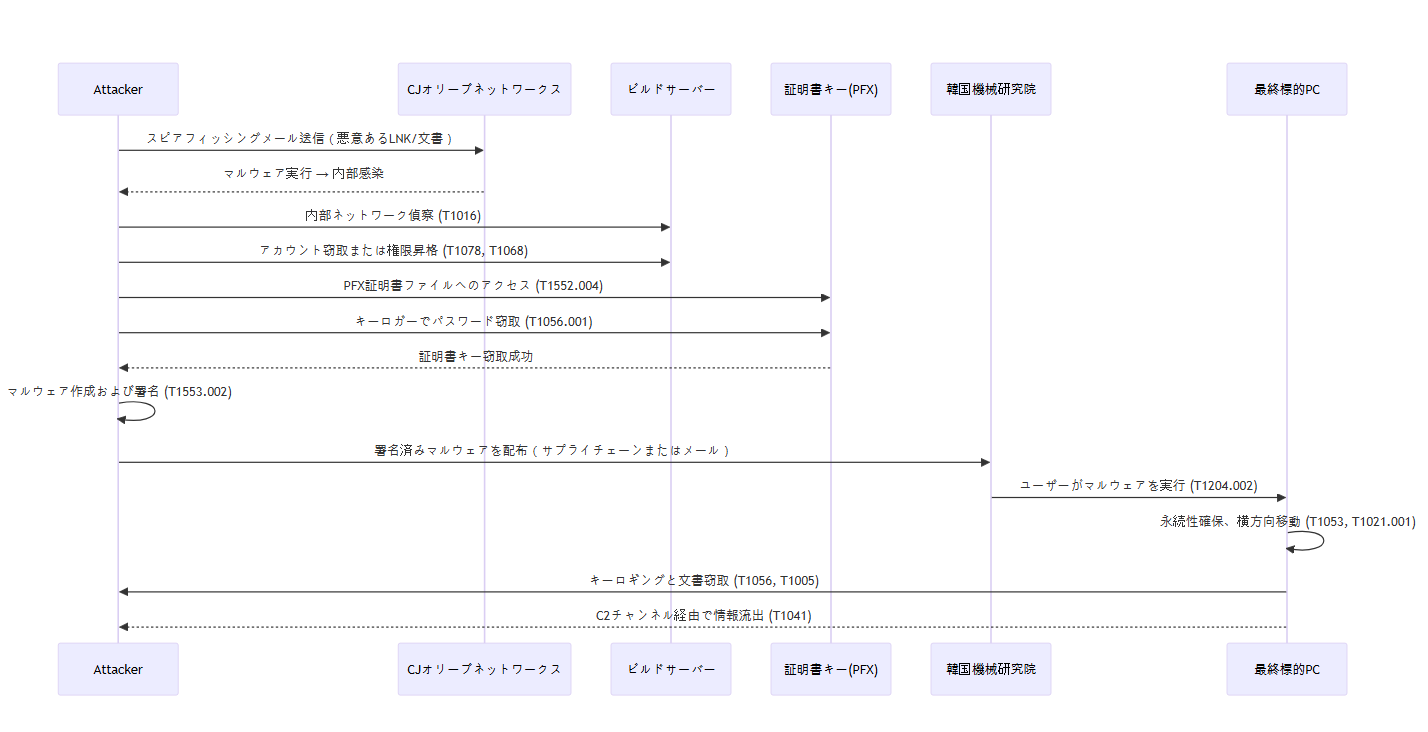 Attacker
CJオリーブネットワークス
ビルドサーバー
証明書キー(PFX)
韓国機械研究院
最終標的PC
スピアフィッシングメール送信 ( 悪意あるLNK/文書 )
マルウェア実行 → 内部感染
内部ネットワーク偵察 (T1016)
アカウント窃取または権限昇格 (T1078, T1068)
PFX証明書ファイルへのアクセス (T1552.004)
キーロガーでパスワード窃取 (T1056.001)
証明書キー窃取成功
マルウェア作成および署名 (T1553.002)
署名済みマルウェアを配布 ( サプライチェーンまたはメール )
ユーザーがマルウェアを実行 (T1204.002)
永続性確保、横方向移動 (T1053, T1021.001)
キーロギングと文書窃取 (T1056, T1005)
C2チャンネル経由で情報流出 (T1041)
Attacker
CJオリーブネットワークス
ビルドサーバー
証明書キー(PFX)
韓国機械研究院
最終標的PC